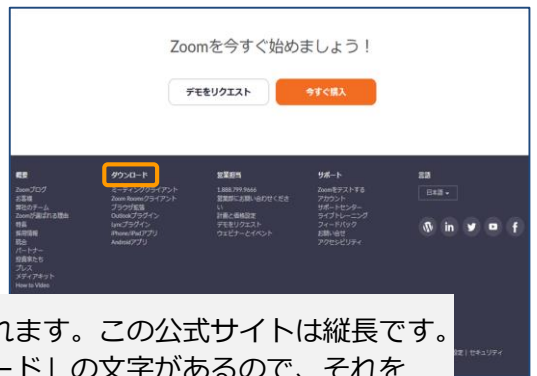 Zoomを今すぐ始めましょう！
デモをリクエスト
今すぐ購入
概要
Zoomブログ
お客様
弊社のチーム
Zoomが選ばれる理由
特長
採用情報
統合
パートナー
投資家たち
プレス
メディアキット
How to Video
ダウンロード
ミーティングクライアント
Zoom Roomsクライアント
ブラウザ拡張
Outlookプラグイン
Lyncプラグイン
iPhone/iPadアプリ
Androidアプリ
営業担当
1.888.799.9666
営業部にお問い合わせくださ
い
計画と価格設定
デモをリクエスト
ウェビナーとイベント
サポート
Zoomをテストする
アカウント
サポートセンター
ライブトレーニング
フィードバック
お問い合せ
アクセシビリティ
言語
日本語
in
f
れます。この公式サイトは縦長です。
ード」の文字があるので、それを
セキュリティ